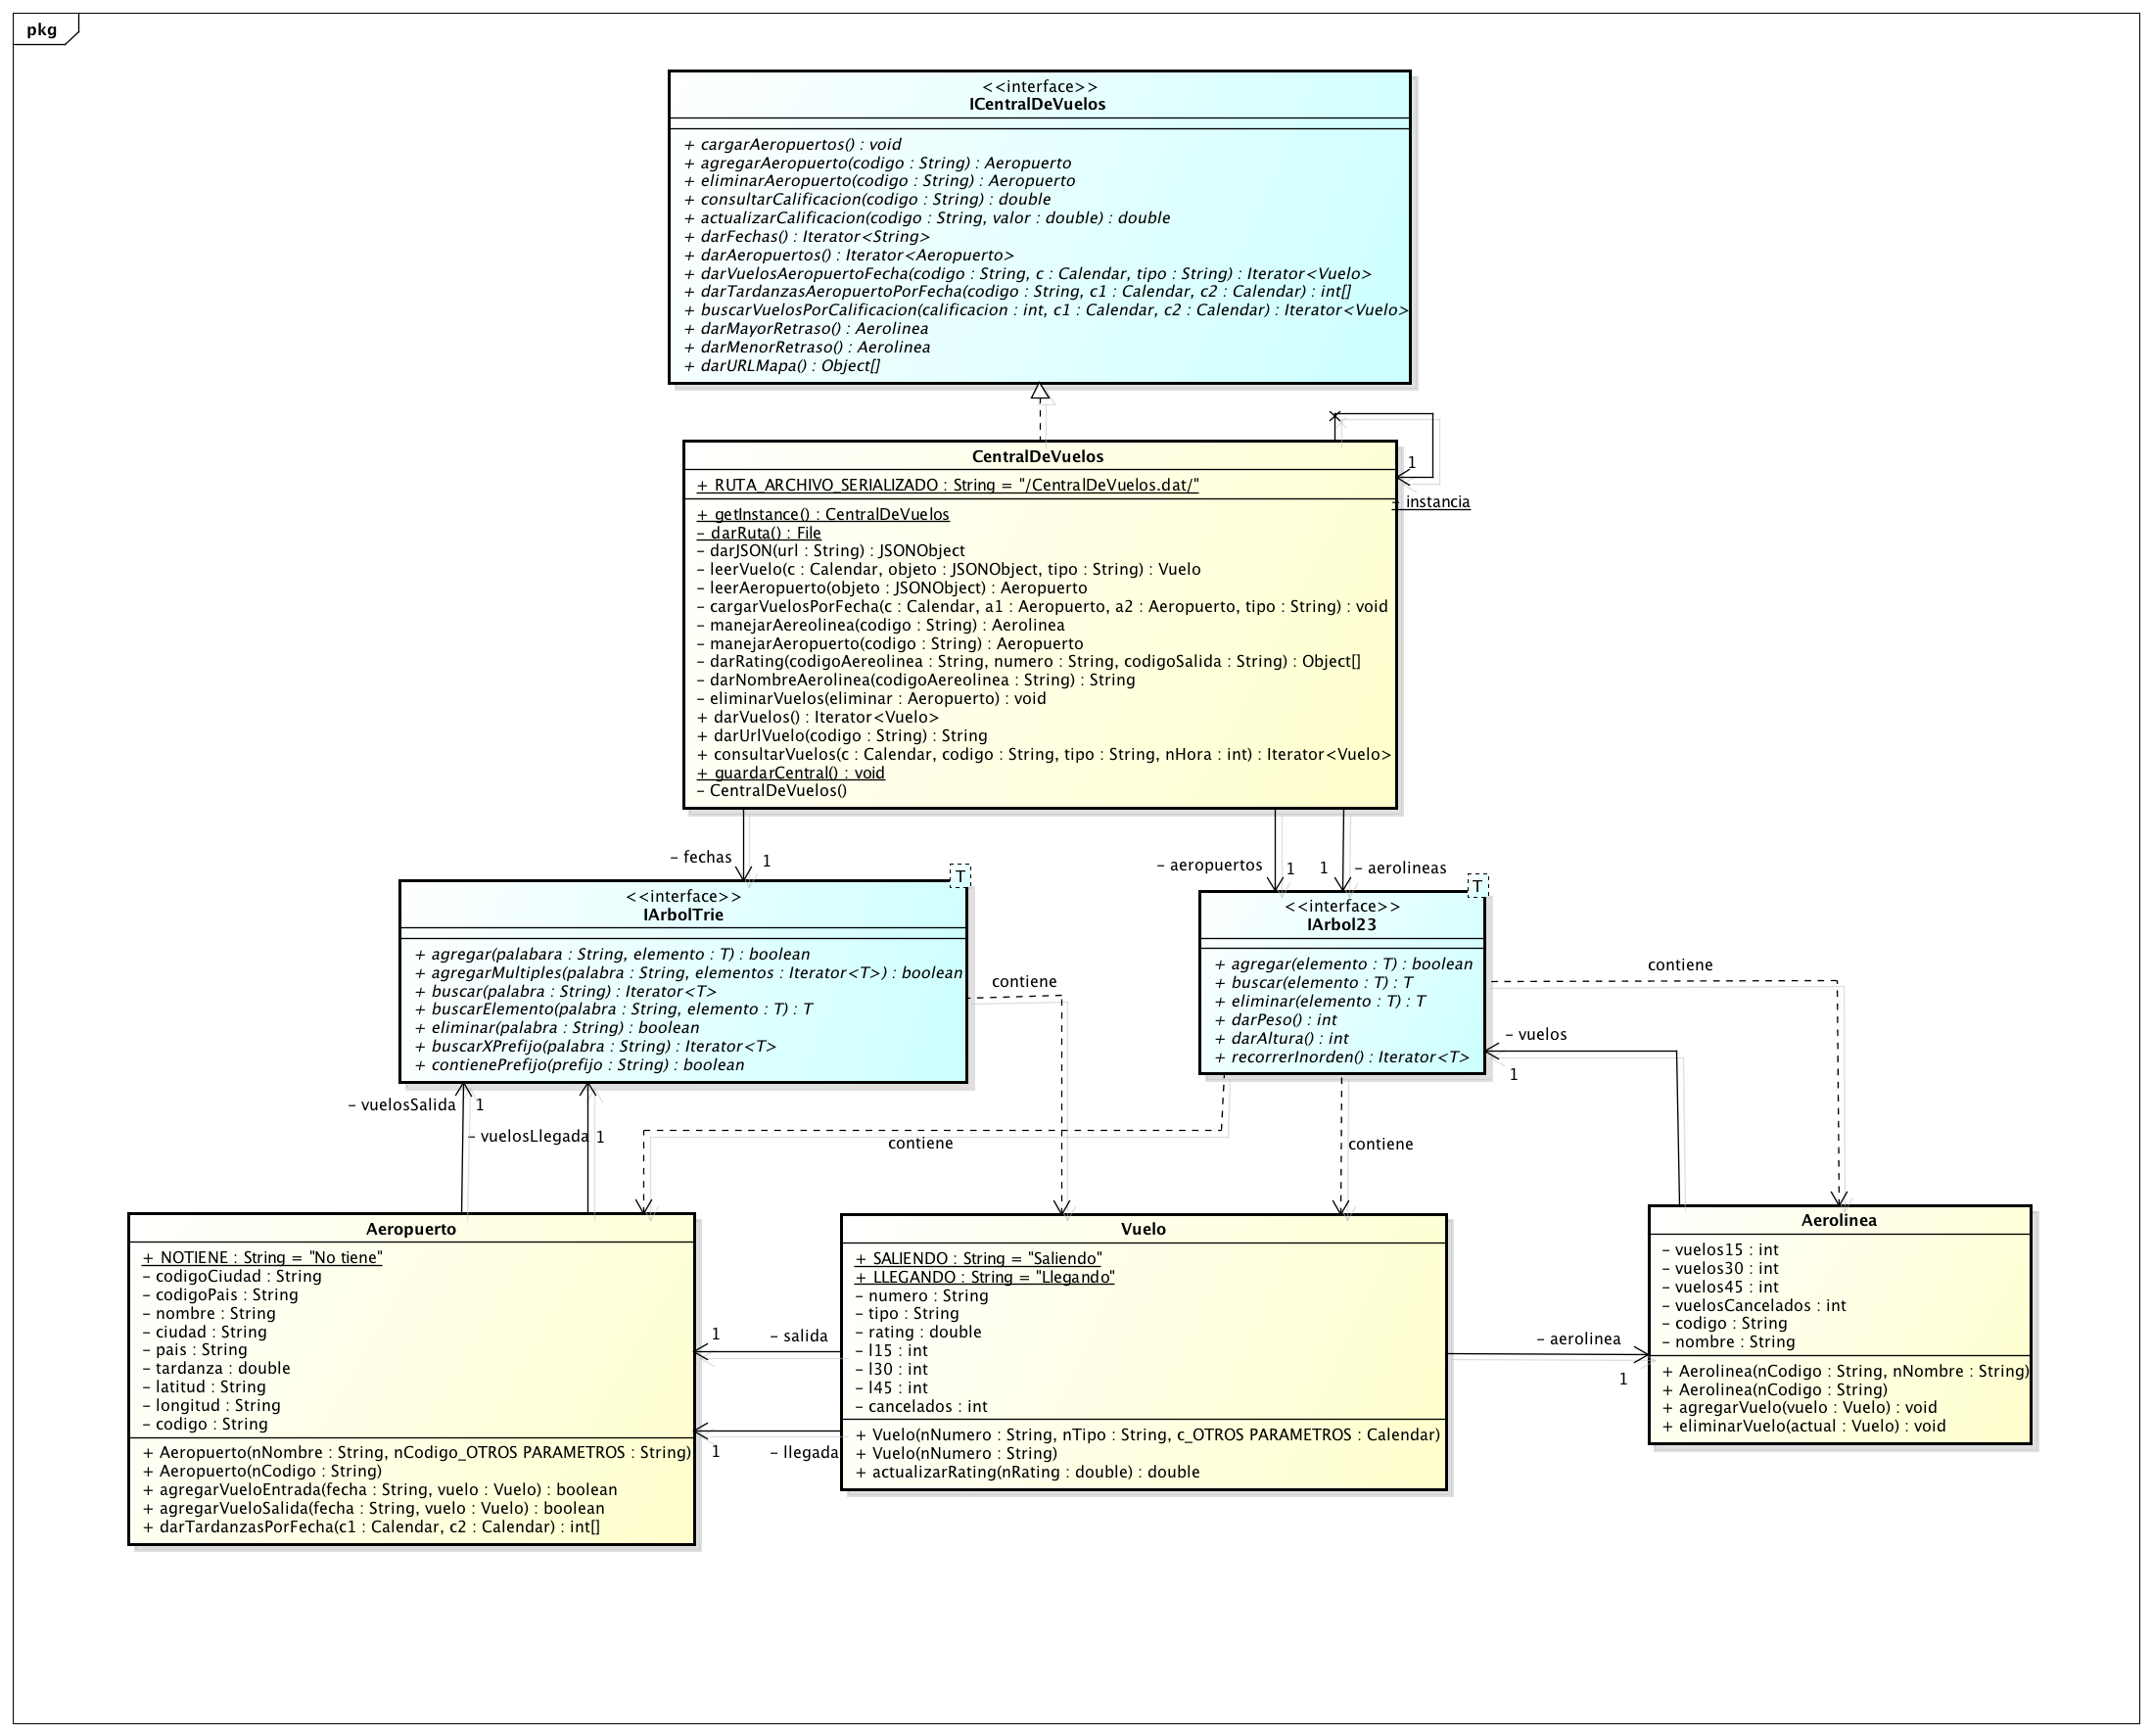 pkg
<<interface>>
ICentralDeVuelos
+ cargarAeropuertos() : void
+ agregarAeropuerto(codigo : String) : Aeropuerto
+ eliminarAeropuerto(codigo : String) : Aeropuerto
+ consultarCalificacion(codigo : String) : double
+ actualizarCalificacion(codigo : String, valor : double) : double
+ darFechas() : Iterator<String>
+ darAeropuertos() : Iterator<Aeropuerto>
+ darVuelosAeropuertoFecha(codigo : String, c : Calendar, tipo : String) : Iterator<Vuelo>
+ darTardanzasAeropuertoPorFecha(codigo : String, c1 : Calendar, c2 : Calendar) : int[]
+ buscarVuelosPorCalificacion(calificacion : int, c1 : Calendar, c2 : Calendar) : Iterator<Vuelo>
+ darMayorRetraso() : Aerolinea
+ darMenorRetraso() : Aerolinea
+ darURLMapa() : Object[]
CentralDeVuelos
+ RUTA_ARCHIVO_SERIALIZADO : String = "/CentralDeVuelos.dat/"
+ getInstance() : CentralDeVuelos
- darRuta() : File
- darJSON(url : String) : JSONObject
- leerVuelo(c : Calendar, objeto : JSONObject, tipo : String) : Vuelo
- leerAeropuerto(objeto : JSONObject) : Aeropuerto
- cargarVuelosPorFecha(c : Calendar, a1 : Aeropuerto, a2 : Aeropuerto, tipo : String) : void
- manejarAereolinea(codigo : String) : Aerolinea
- manejarAeropuerto(codigo : String) : Aeropuerto
- darRating(codigoAereolinea : String, numero : String, codigoSalida : String) : Object[]
- darNombreAerolinea(codigoAereolinea : String) : String
- eliminarVuelos(eliminar : Aeropuerto) : void
+ darVuelos() : Iterator<Vuelo>
+ darUrlVuelo(codigo : String) : String
+ consultarVuelos(c : Calendar, codigo : String, tipo : String, nHora : int) : Iterator<Vuelo>
+ guardarCentral() : void
- CentralDeVuelos()
1
- instancia
- fechas
1
- aeropuertos
1
1
- aerolineas
T
<<interface>>
IArbolTrie
+ agregar(palabara : String, elemento : T) : boolean
+ agregarMultiples(palabra : String, elementos : Iterator<T>) : boolean
+ buscar(palabra : String) : Iterator<T>
+ buscarElemento(palabra : String, elemento : T) : T
+ eliminar(palabra : String) : boolean
+ buscarXPrefijo(palabra : String) : Iterator<T>
+ contienePrefijo(prefijo : String) : boolean
T
<<interface>>
IArbol23
+ agregar(elemento : T) : boolean
+ buscar(elemento : T) : T
+ eliminar(elemento : T) : T
+ darPeso() : int
+ darAltura() : int
+ recorrerInorden() : Iterator<T>
contiene
contiene
- vuelos
1
- vuelosSalida
1
- vuelosLlegada
1
contiene
contiene
Aeropuerto
+ NOTIENE : String = "No tiene"
- codigoCiudad : String
- codigoPais : String
- nombre : String
- ciudad : String
- pais : String
- tardanza : double
- latitud : String
- longitud : String
- codigo : String
+ Aeropuerto(nNombre : String, nCodigo_OTROS PARAMETROS : String)
+ Aeropuerto(nCodigo : String)
+ agregarVueloEntrada(fecha : String, vuelo : Vuelo) : boolean
+ agregarVueloSalida(fecha : String, vuelo : Vuelo) : boolean
+ darTardanzasPorFecha(c1 : Calendar, c2 : Calendar) : int[]
1
- salida
1
- llegada
Vuelo
+ SALIENDO : String = "Saliendo"
+ LLEGANDO : String = "Llegando"
- numero : String
- tipo : String
- rating : double
- l15 : int
- l30 : int
- l45 : int
- cancelados : int
+ Vuelo(nNumero : String, nTipo : String, c_OTROS PARAMETROS : Calendar)
+ Vuelo(nNumero : String)
+ actualizarRating(nRating : double) : double
- aerolinea
1
Aerolinea
- vuelos15 : int
- vuelos30 : int
- vuelos45 : int
- vuelosCancelados : int
- codigo : String
- nombre : String
+ Aerolinea(nCodigo : String, nNombre : String)
+ Aerolinea(nCodigo : String)
+ agregarVuelo(vuelo : Vuelo) : void
+ eliminarVuelo(actual : Vuelo) : void